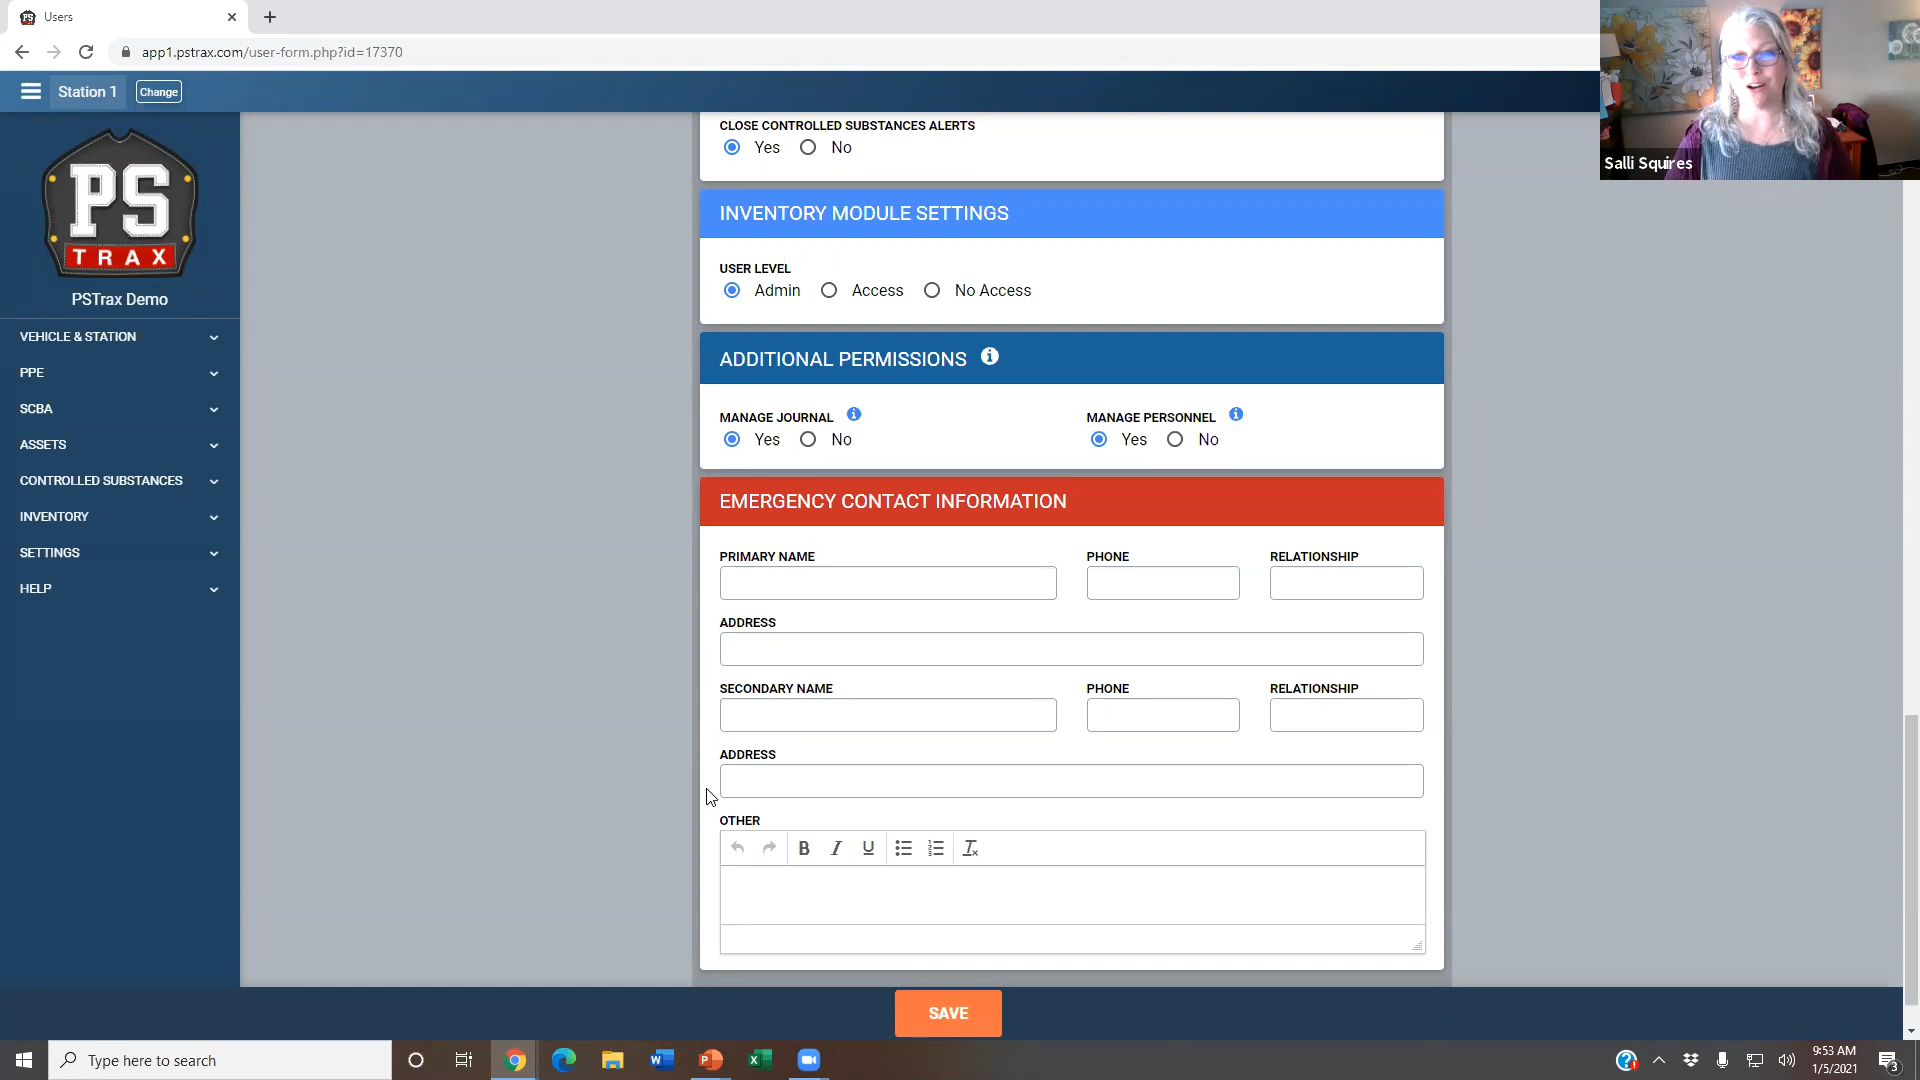 Users
app1.pstrax.com/user-form.php?id=17370
Station 1
Change
PS
TRAX
PSTrax Demo
VEHICLE & STATION
PPE
SCBA
ASSETS
CONTROLLED SUBSTANCES
INVENTORY
SETTINGS
HELP
CLOSE CONTROLLED SUBSTANCES ALERTS
Yes No
INVENTORY MODULE SETTINGS
USER LEVEL
Admin Access No Access
ADDITIONAL PERMISSIONS
MANAGE JOURNAL MANAGE PERSONNEL
Yes No Yes No
EMERGENCY CONTACT INFORMATION
PRIMARY NAME PHONE RELATIONSHIP
ADDRESS
SECONDARY NAME PHONE RELATIONSHIP
ADDRESS
OTHER
SAVE
Salli Squires
Type here to search
9:53 AM
1/5/2021
3